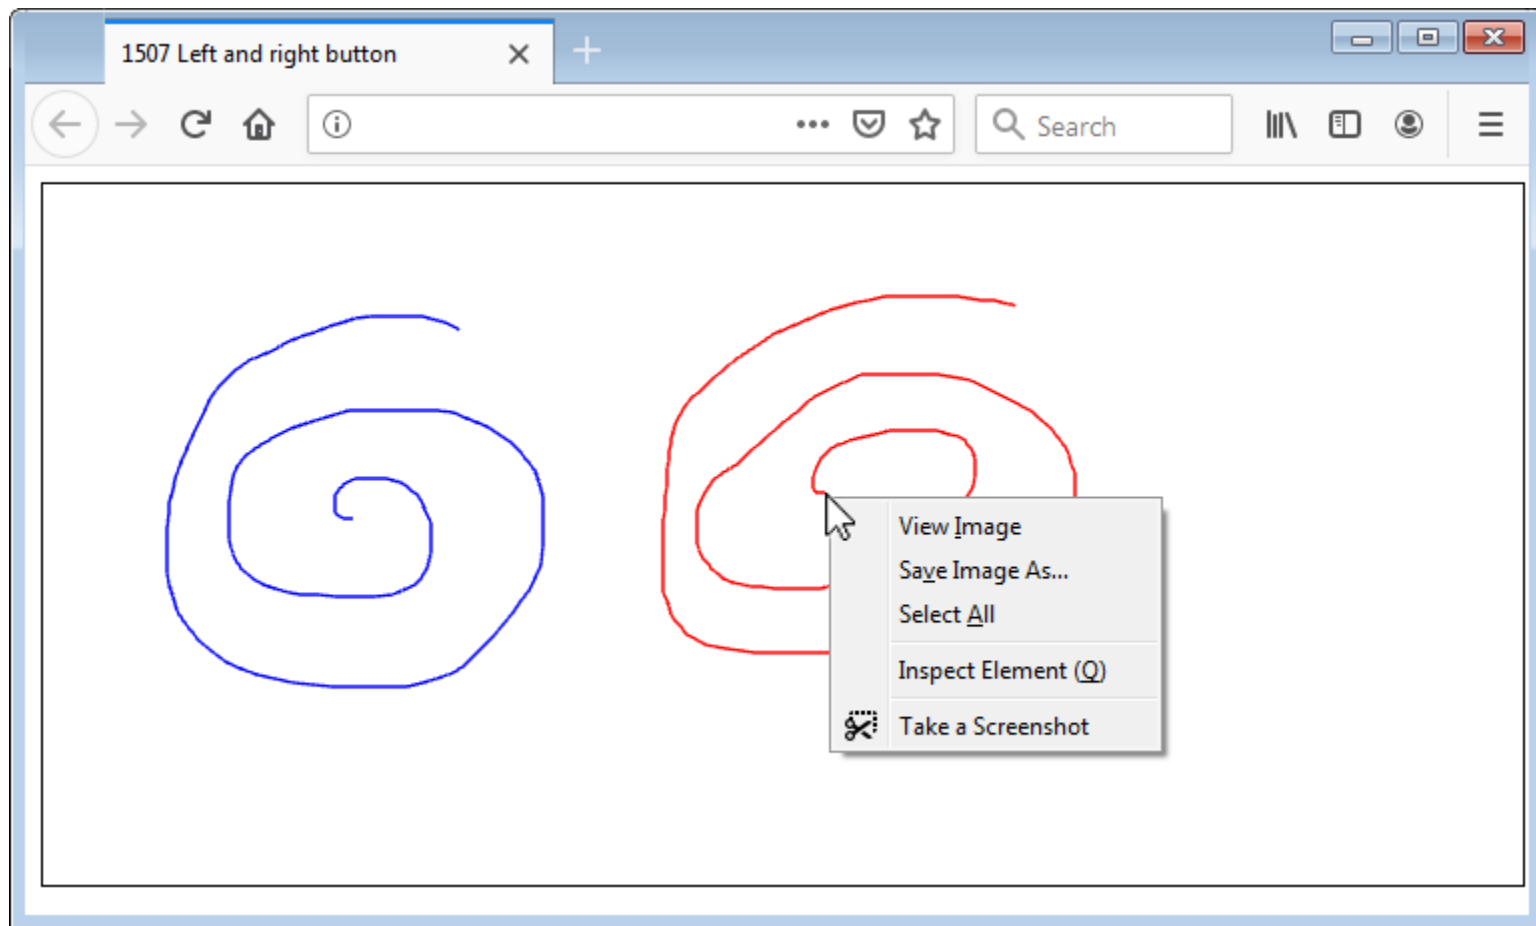 1507 Left and right button
Search
View Image
Save Image As...
Select All
Inspect Element (Q)
Take a Screenshot